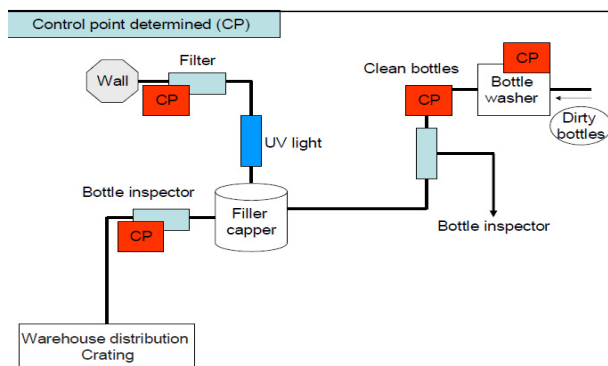 Control point determined (CP)
Filter
Wall
CP
UV light
Clean bottles
CP
CP
Bottle
washer
Dirty
bottles
Bottle inspector
CP
Filler
capper
Bottle inspector
Warehouse distribution
Crating